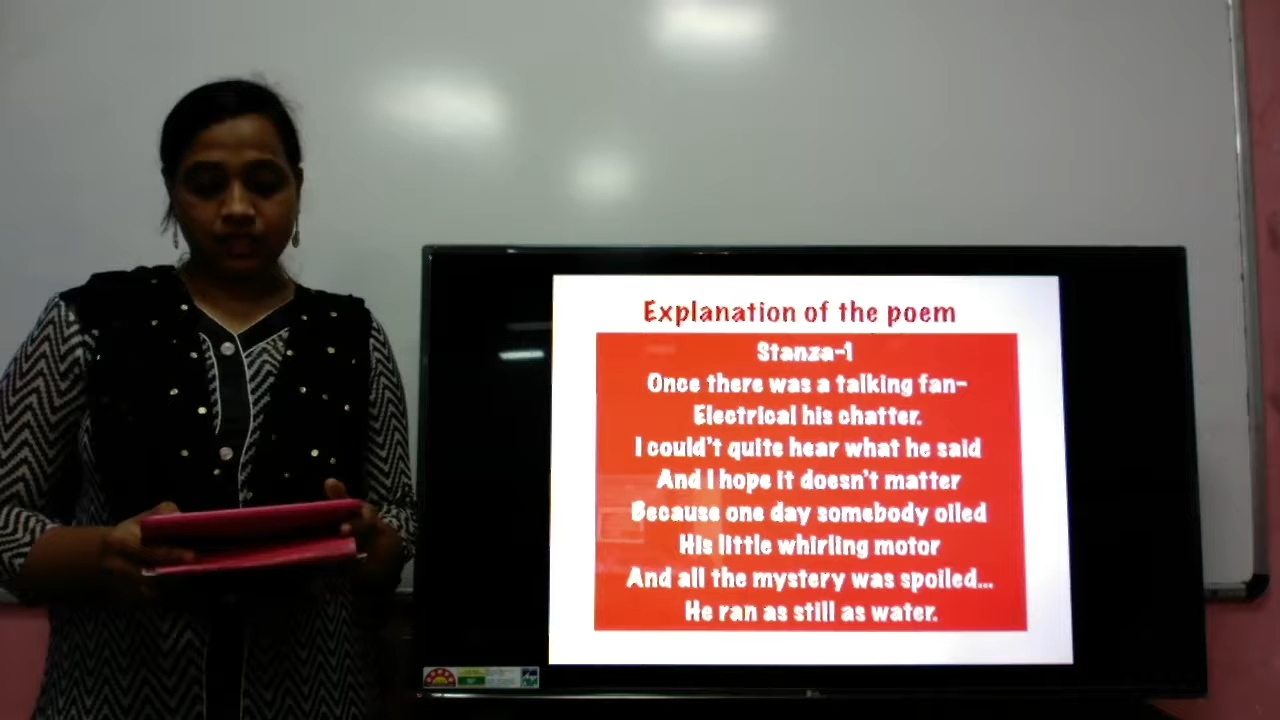 Explanation of the poem
Stanza-1
Once there was a talking fan-
Electrical his chatter.
I could't quite hear what he said
And I hope it doesn't matter
Because one day somebody oiled
His little whirling motor
And all the mystery was spoiled...
He ran as still as water.